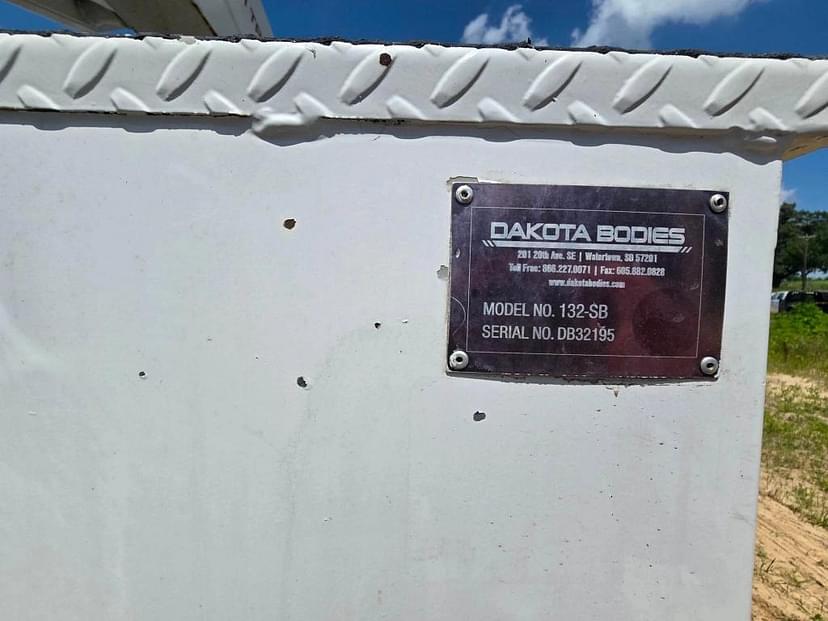 DAKOTA BODIES
201 20th Ave. SE | Watertown, SD 57201
Toll Free: 866.227.0071 | Fax: 605.882.0828
www.dakotabodies.com
MODEL NO. 132-SB
SERIAL NO. DB32195